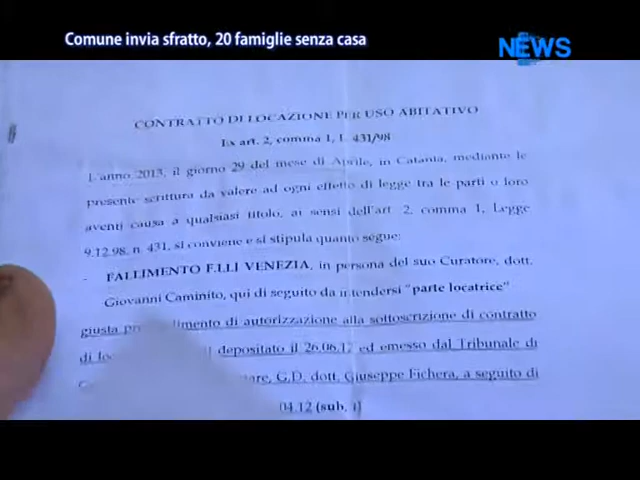 Comune invia sfratto, 20 famiglie senza casa
NEWS
CONTRATTO DI LOCAZIONE PER USO ABITATIVO
Ex art. 2, comma 1, L. 431/98
L'anno 2013, il giorno 29 del mese di Aprile, in Catania, mediante le
presente scrittura da valere ad ogni effetto di legge tra le parti o loro
aventi causa a qualsiasi titolo, ai sensi dell'art. 2, comma 1, Legge
9.12.98, n. 431, si conviene e si stipula quanto segue:
- FALLIMENTO F.LLI VENEZIA, in persona del suo Curatore, dott.
Giovanni Caminito, qui di seguito da intendersi "parte locatrice"
giusta dimento di autorizzazione alla sottoscrizione di contratto
di depositato il 26.06.12 ed emesso dal Tribunale di
G.D. dott. Giuseppe Fichera, a seguito di
04.12 (sub. 1)